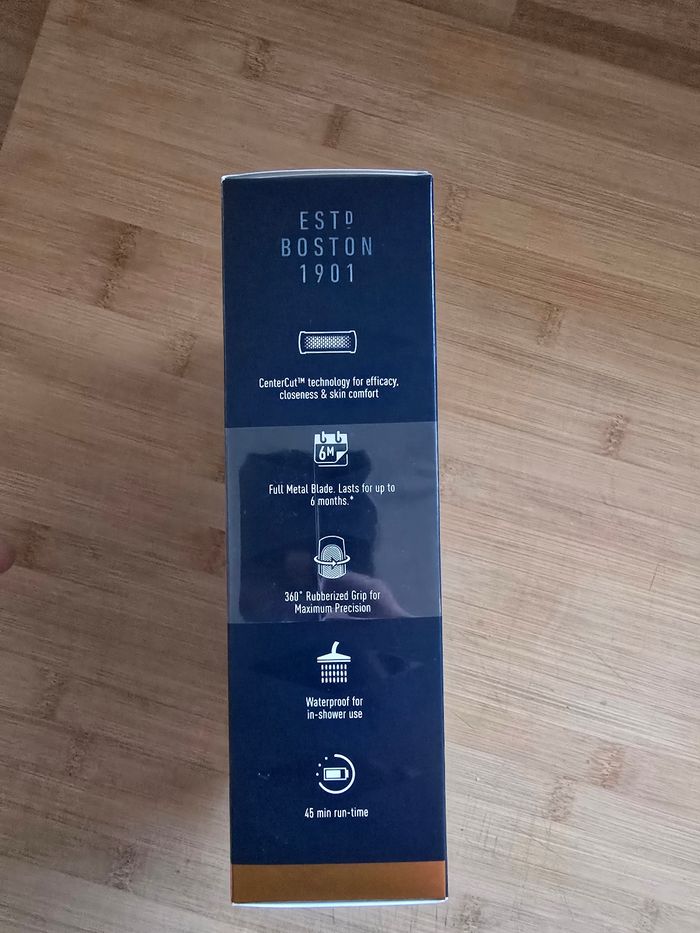 ESTD
BOSTON
1901
CenterCut™ technology for efficacy,
closeness & skin comfort
6M
Full Metal Blade. Lasts for up to
6 months.*
360° Rubberized Grip for
Maximum Precision
Waterproof for
in-shower use
45 min run-time